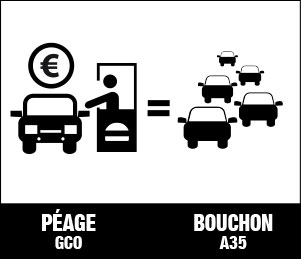 €
=
PÉAGE
GCO
BOUCHON
A35